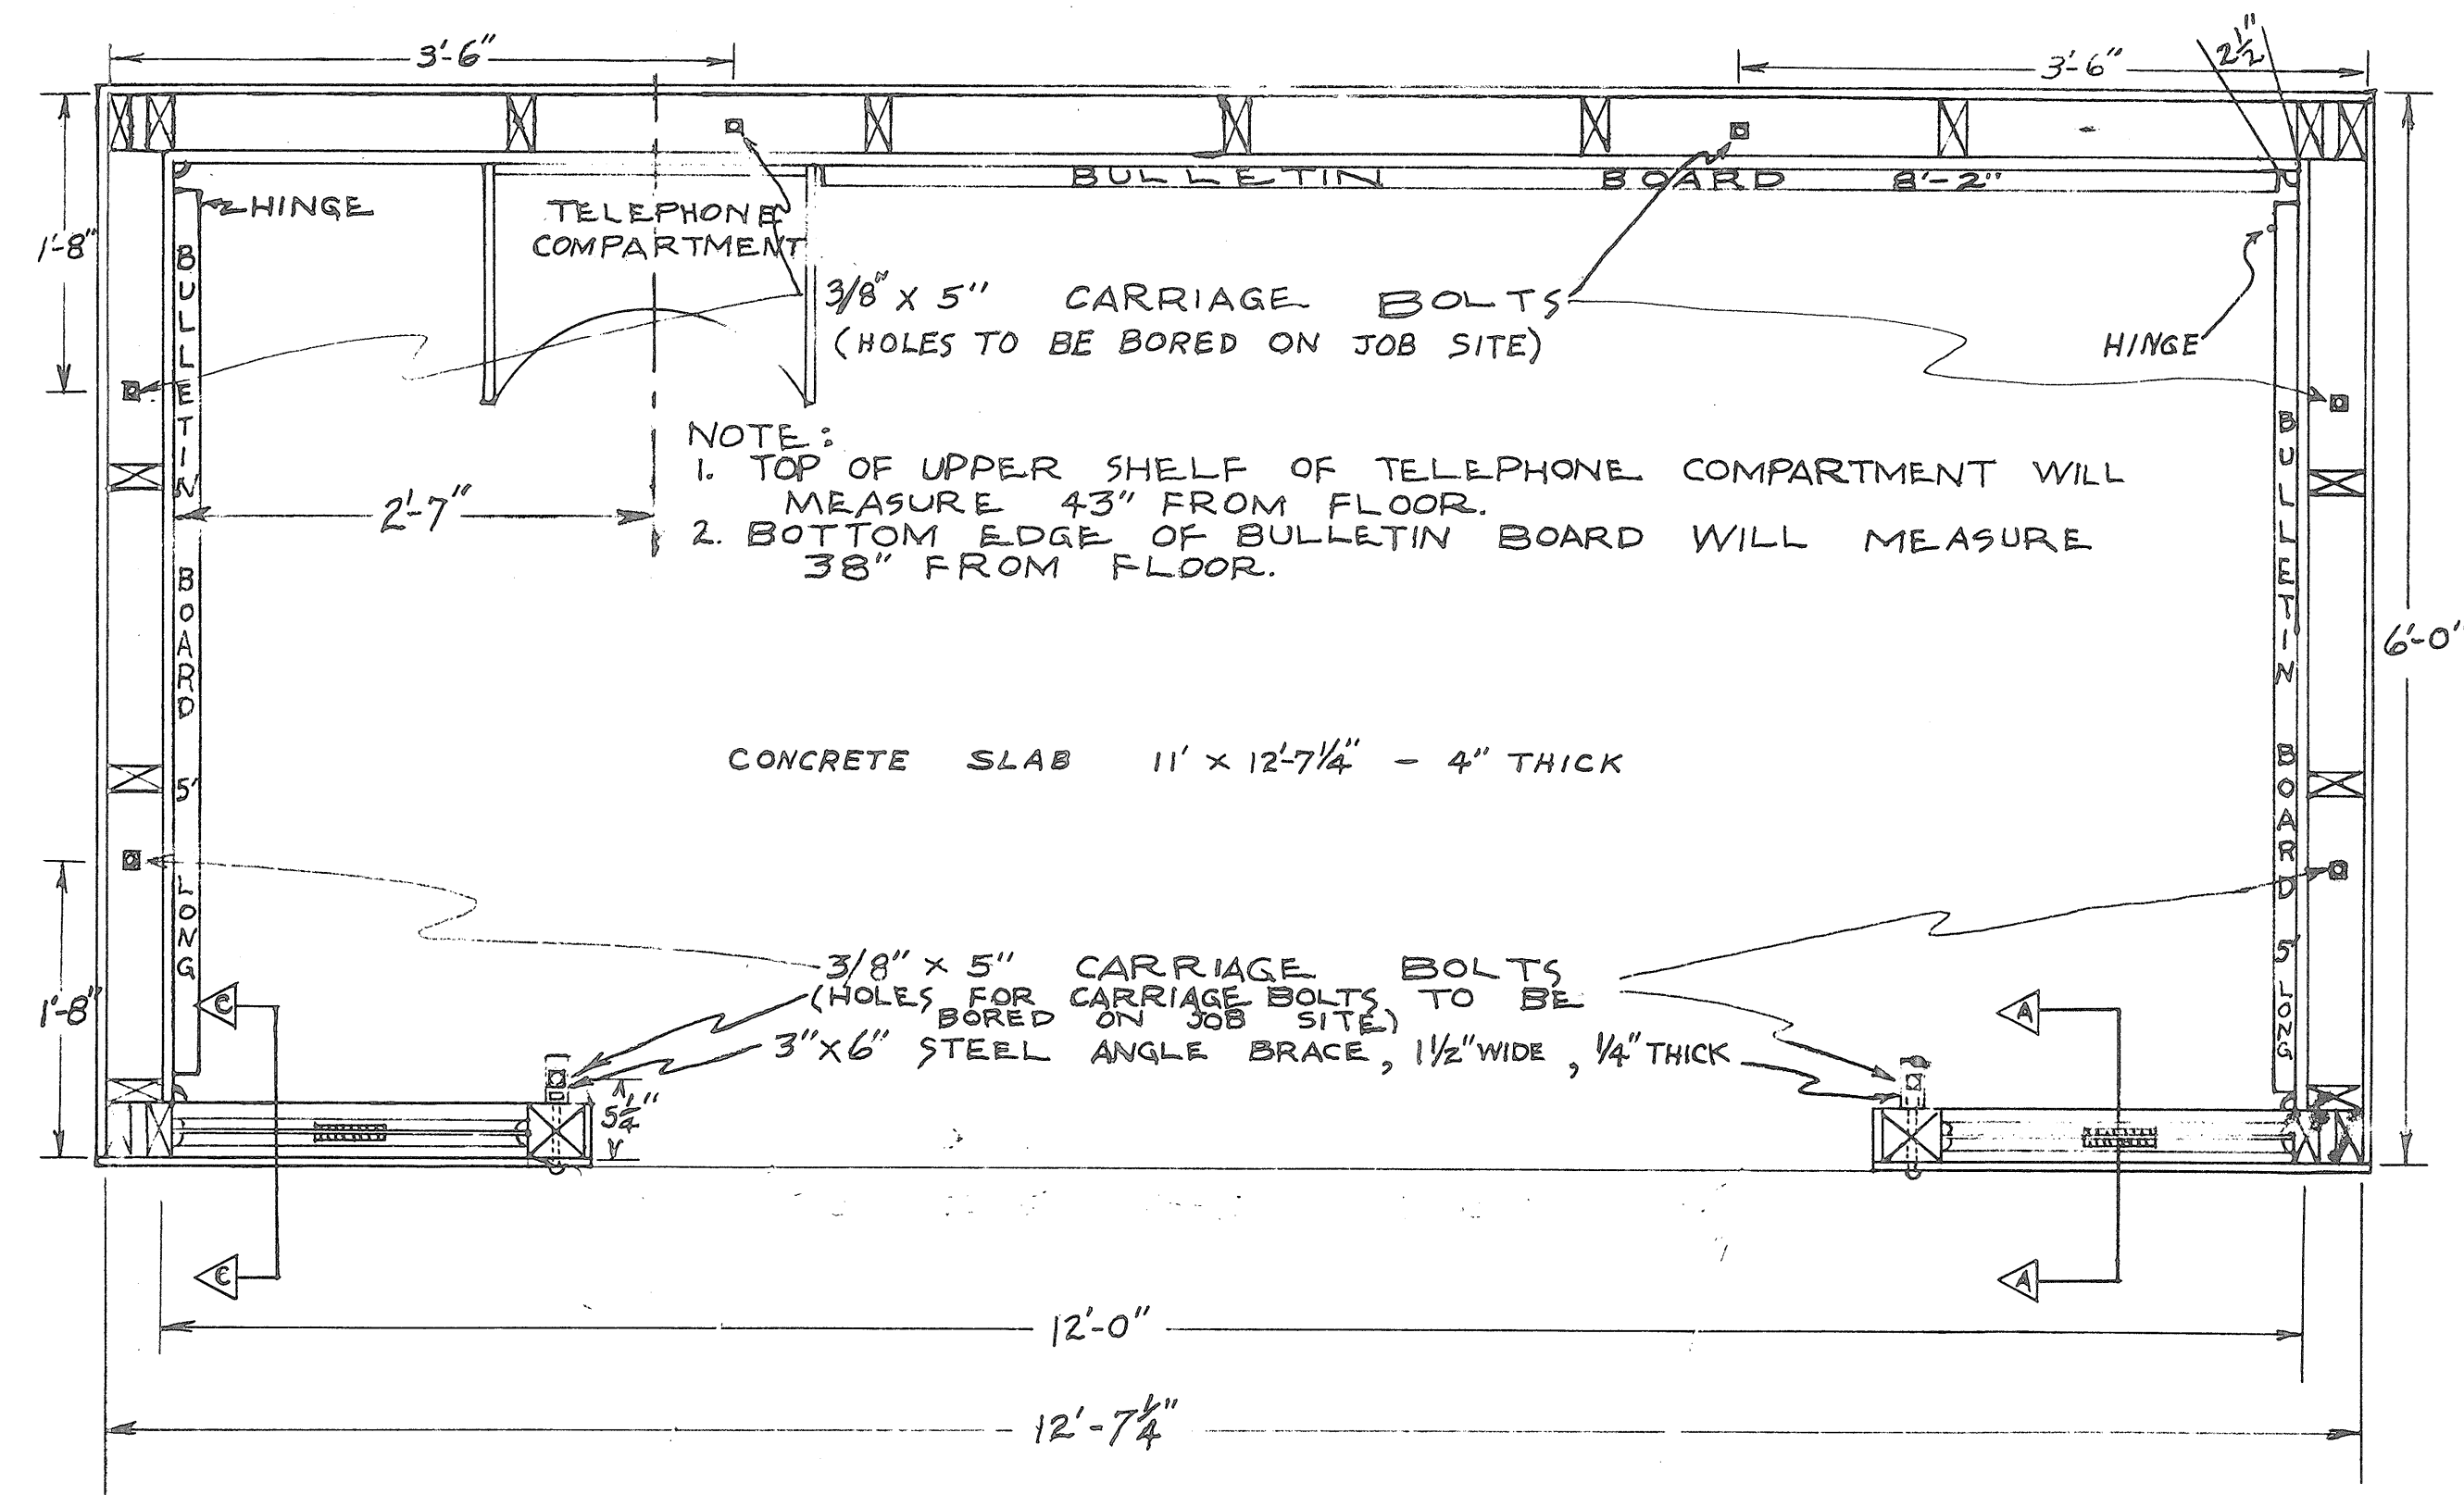 3'-6"
3'-6"
2½"
BULLETIN BOARD 8'-2"
HINGE
TELEPHONE
COMPARTMENT
1'-8"
3/8" X 5" CARRIAGE BOLTS
(HOLES TO BE BORED ON JOB SITE)
HINGE
BULLETIN BOARD 5' LONG
BULLETIN BOARD 5' LONG
NOTE:
1. TOP OF UPPER SHELF OF TELEPHONE COMPARTMENT WILL
MEASURE 43" FROM FLOOR.
2'-7"
2. BOTTOM EDGE OF BULLETIN BOARD WILL MEASURE
38" FROM FLOOR.
6'-0"
CONCRETE SLAB 11' X 12'-7¼" - 4" THICK
3/8" X 5" CARRIAGE BOLTS
(HOLES FOR CARRIAGE BOLTS TO BE
BORED ON JOB SITE)
3" X 6" STEEL ANGLE BRACE, 1½" WIDE, ¼" THICK
1'-8"
C
A
5¼"
C
A
12'-0"
12'-7¼"